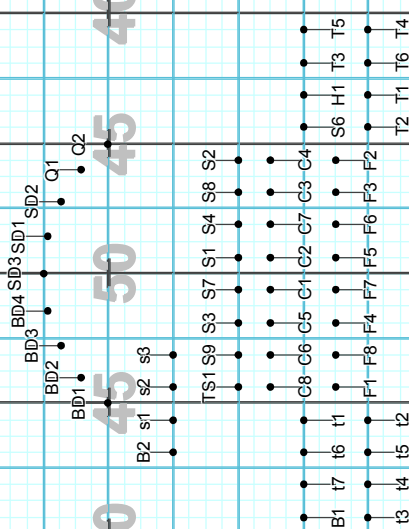 40
T5 T4
T3 T6
H1 T1
S6 T2
45
Q2
Q1
S2 C4 F2
SD2
S8 C3 F3
SD1
S4 C7 F6
SD3
50
S1 C2 F5
S7 C1 F7
BD4
S3 C5 F4
BD3
s3 S9 C6 F8
BD2
s2 TS1 C8 F1
BD1
45
s1 t1 t2
B2 t6 t5
t7 t4
B1 t3